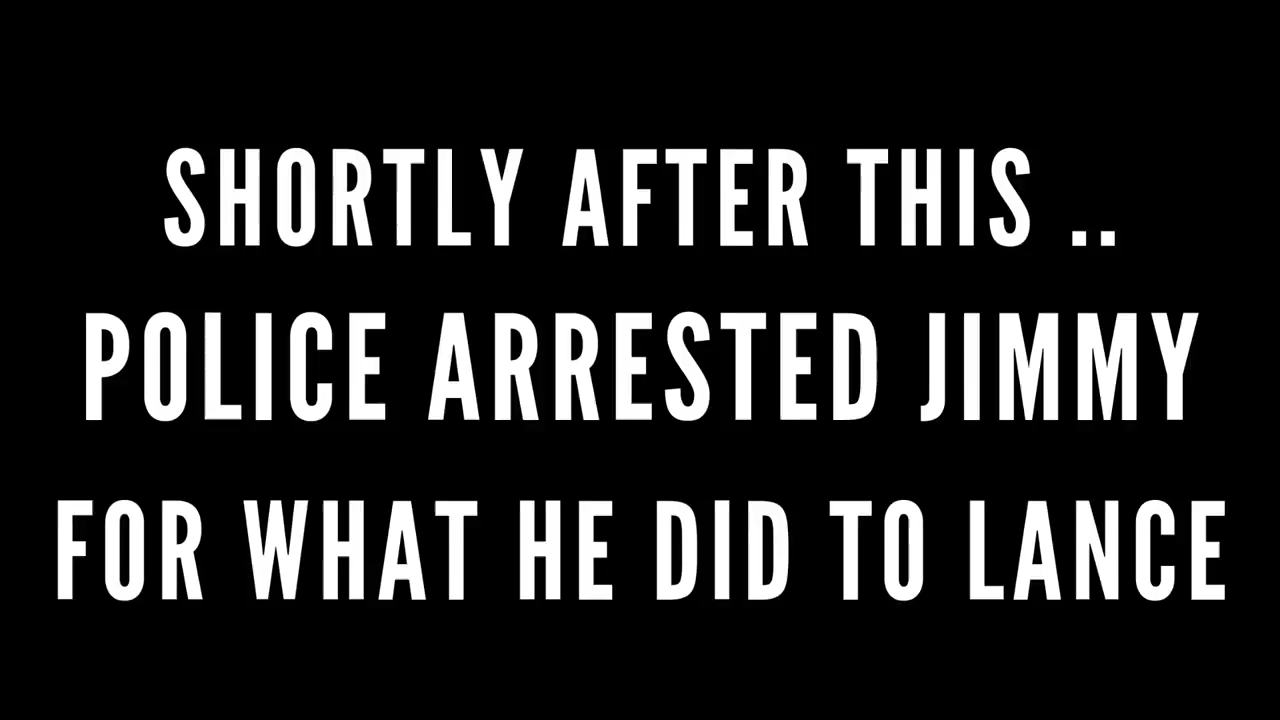 SHORTLY AFTER THIS ..
POLICE ARRESTED JIMMY
FOR WHAT HE DID TO LANCE